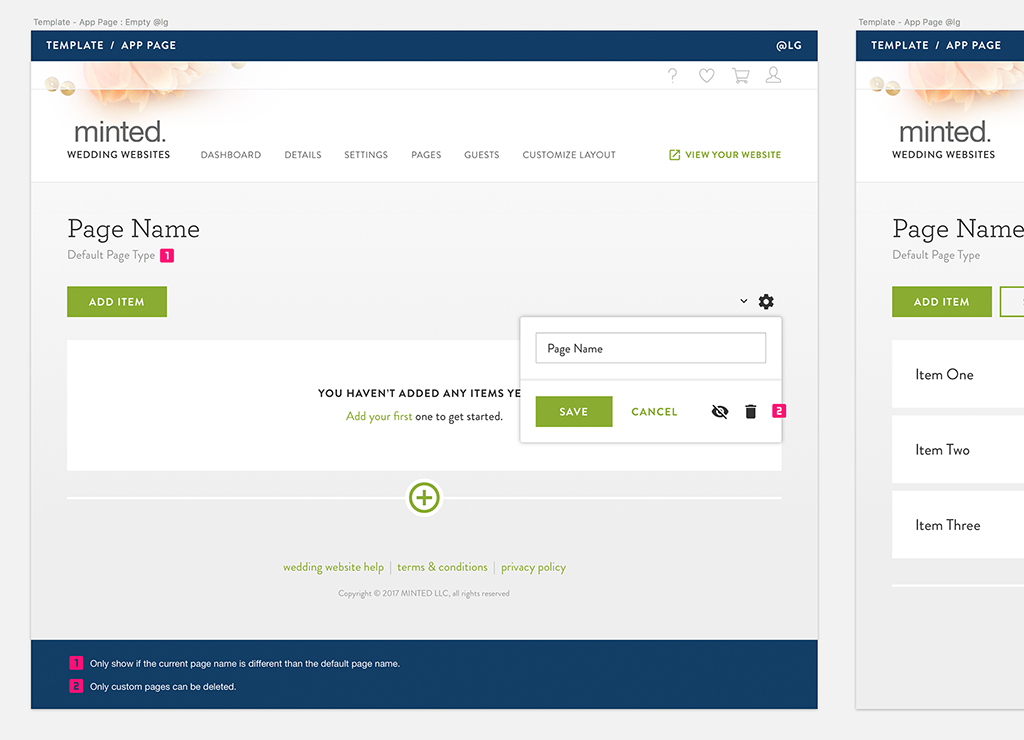 Template - App Page : Empty @lg
TEMPLATE / APP PAGE
@LG
minted.
WEDDING WEBSITES
DASHBOARD
DETAILS
SETTINGS
PAGES
GUESTS
CUSTOMIZE LAYOUT
VIEW YOUR WEBSITE
Page Name
Default Page Type 1
ADD ITEM
Page Name
SAVE
CANCEL
2
YOU HAVEN'T ADDED ANY ITEMS YE
Add your first one to get started.
wedding website help | terms & conditions | privacy policy
Copyright © 2017 MINTED LLC, all rights reserved
1 Only show if the current page name is different than the default page name.
2 Only custom pages can be deleted.
Template - App Page @lg
TEMPLATE / APP PAGE
minted.
WEDDING WEBSITES
Page Name
Default Page Type
ADD ITEM
Item One
Item Two
Item Three